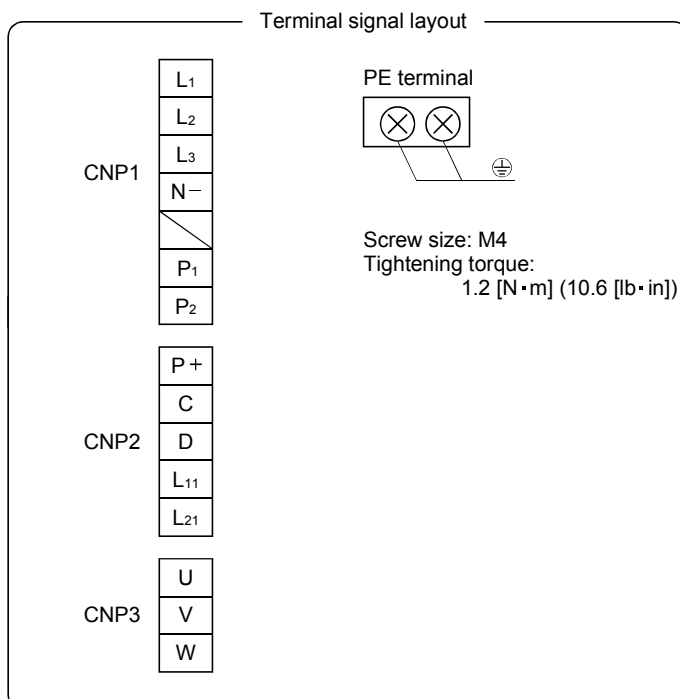 Terminal signal layout
CNP1
L1
L2
L3
N−
P1
P2
PE terminal
Screw size: M4
Tightening torque:
1.2 [N·m] (10.6 [lb·in])
CNP2
P+
C
D
L11
L21
CNP3
U
V
W